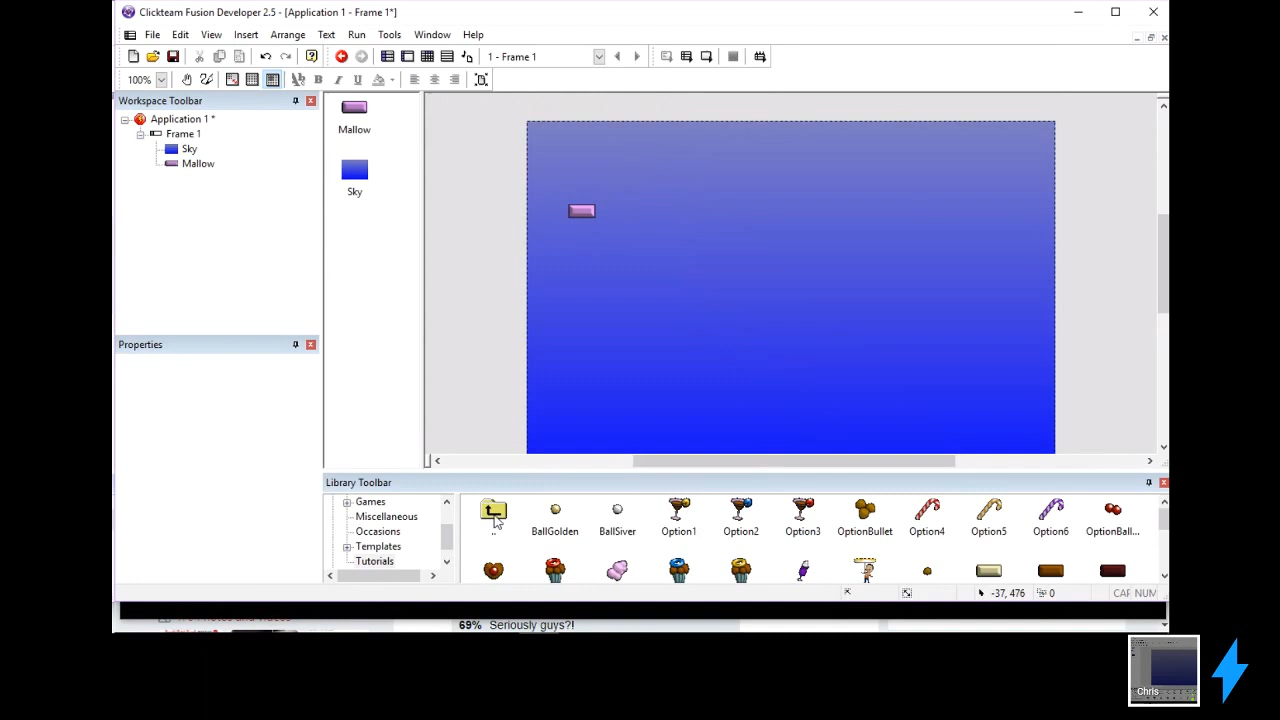 Clickteam Fusion Developer 2.5 - [Application 1 - Frame 1*]
File Edit View Insert Arrange Text Run Tools Window Help
1 - Frame 1
100%
Workspace Toolbar
Application 1 *
Frame 1
Sky
Mallow
Properties
Mallow
Sky
Library Toolbar
Games
Miscellaneous
Occasions
Templates
Tutorials
.. BallGolden BallSiver Option1 Option2 Option3 OptionBullet Option4 Option5 Option6 OptionBall...
-37, 476 0 CAP NUM
69% Seriously guys?!
Chris